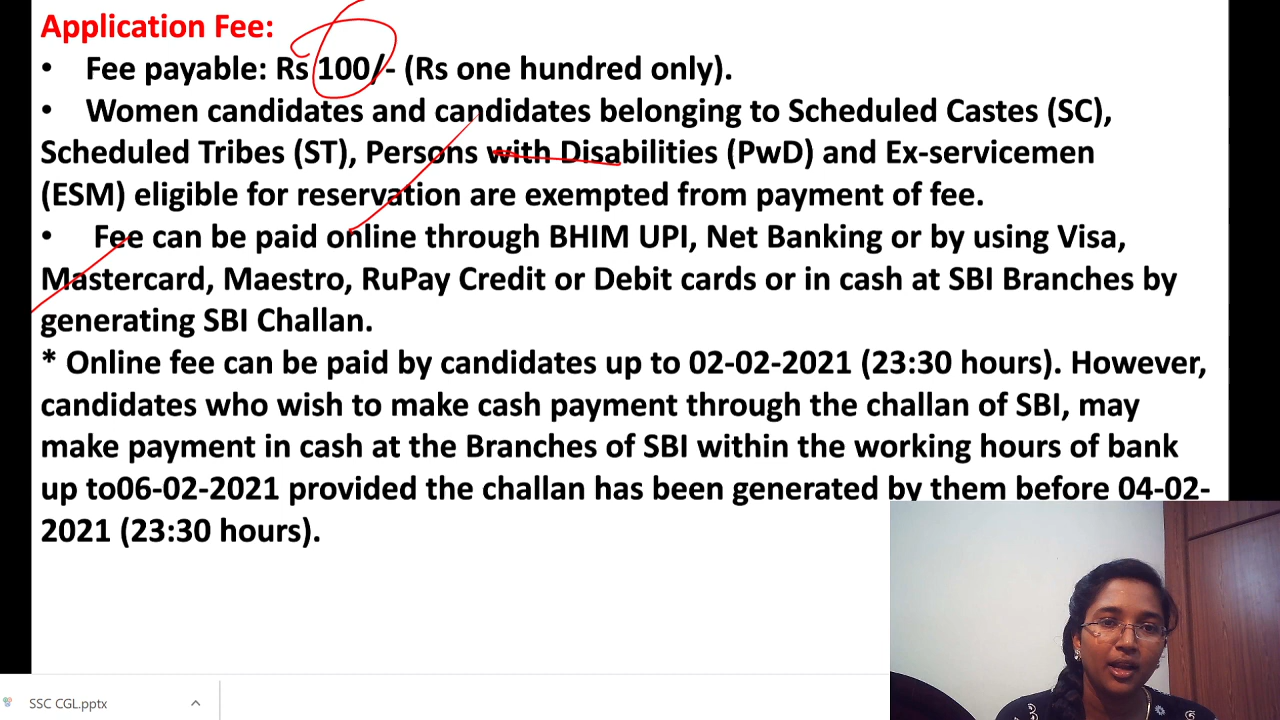 Application Fee:
• Fee payable: Rs 100/- (Rs one hundred only).
• Women candidates and candidates belonging to Scheduled Castes (SC),
Scheduled Tribes (ST), Persons with Disabilities (PwD) and Ex-servicemen
(ESM) eligible for reservation are exempted from payment of fee.
• Fee can be paid online through BHIM UPI, Net Banking or by using Visa,
Mastercard, Maestro, RuPay Credit or Debit cards or in cash at SBI Branches by
generating SBI Challan.
* Online fee can be paid by candidates up to 02-02-2021 (23:30 hours). However,
candidates who wish to make cash payment through the challan of SBI, may
make payment in cash at the Branches of SBI within the working hours of bank
up to06-02-2021 provided the challan has been generated by them before 04-02-
2021 (23:30 hours).
SSC CGL.pptx